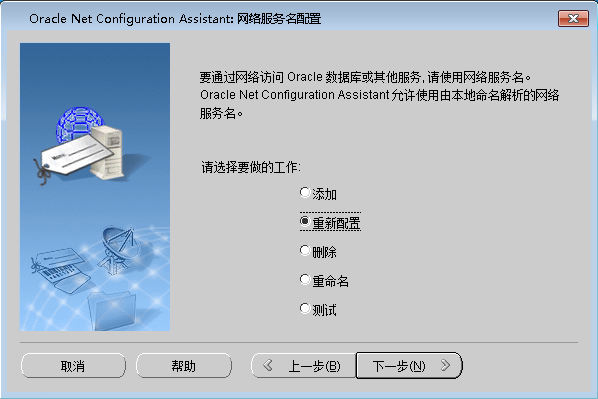 Oracle Net Configuration Assistant: 网络服务名配置
要通过网络访问 Oracle 数据库或其他服务, 请使用网络服务名。
Oracle Net Configuration Assistant 允许使用由本地命名解析的网络
服务名。
请选择要做的工作:
添加
重新配置
删除
重命名
测试
取消
帮助
上一步(B)
下一步(N)